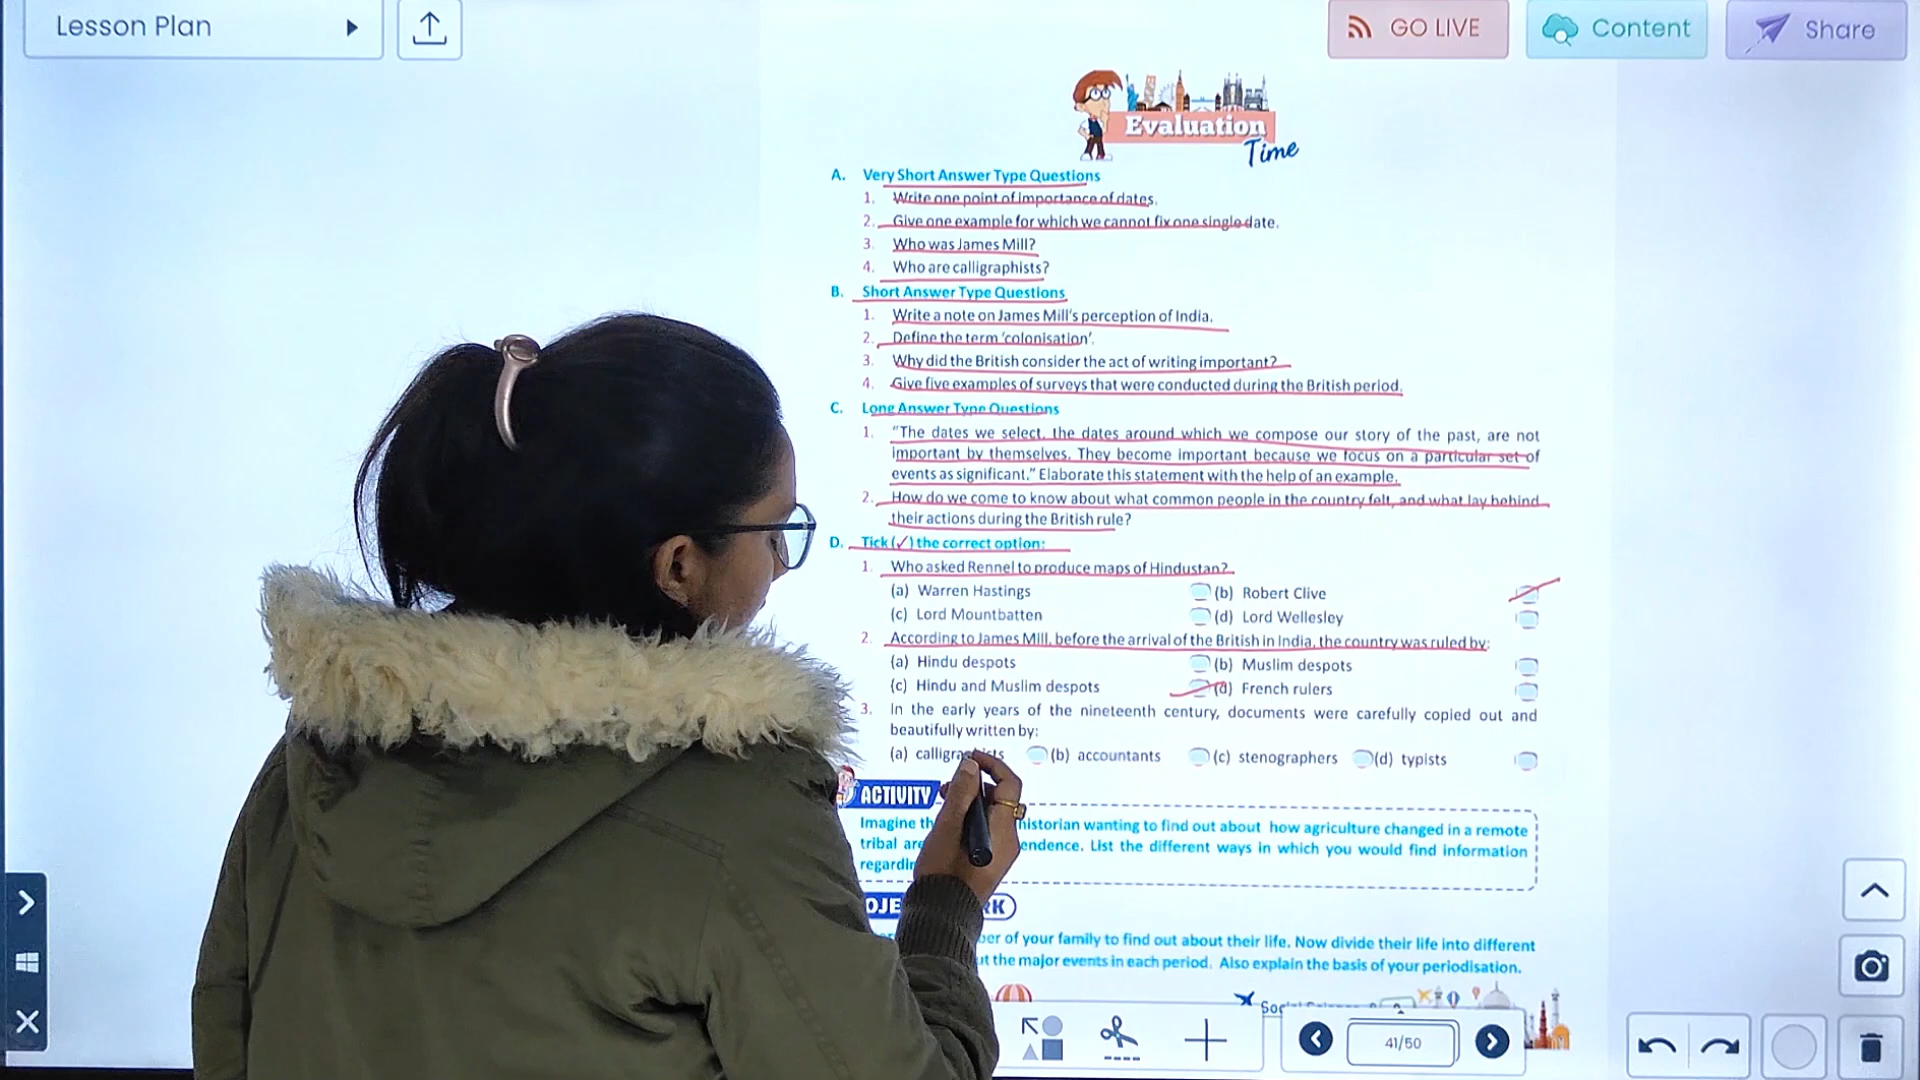 Lesson Plan
GO LIVE
Content
Share
Evaluation
Time
A. Very Short Answer Type Questions
1. Write one point of importance of dates.
2. Give one example for which we cannot fix one single date.
3. Who was James Mill?
4. Who are calligraphists?
B. Short Answer Type Questions
1. Write a note on James Mill's perception of India.
2. Define the term 'colonisation'.
3. Why did the British consider the act of writing important?
4. Give five examples of surveys that were conducted during the British period.
C. Long Answer Type Questions
1. "The dates we select, the dates around which we compose our story of the past, are not
important by themselves. They become important because we focus on a particular set of
events as significant." Elaborate this statement with the help of an example.
2. How do we come to know about what common people in the country felt, and what lay behind
their actions during the British rule?
D. Tick (✓) the correct option:
1. Who asked Rennel to produce maps of Hindustan?
(a) Warren Hastings (b) Robert Clive
(c) Lord Mountbatten (d) Lord Wellesley
2. According to James Mill, before the arrival of the British in India, the country was ruled by:
(a) Hindu despots (b) Muslim despots
(c) Hindu and Muslim despots (d) French rulers
3. In the early years of the nineteenth century, documents were carefully copied out and
beautifully written by:
(a) calligraphists (b) accountants (c) stenographers (d) typists
ACTIVITY
Imagine historian wanting to find out about how agriculture changed in a remote
tribal List the different ways in which you would find information
of your family to find out about their life. Now divide their life into different
the major events in each period. Also explain the basis of your periodisation.
41/50